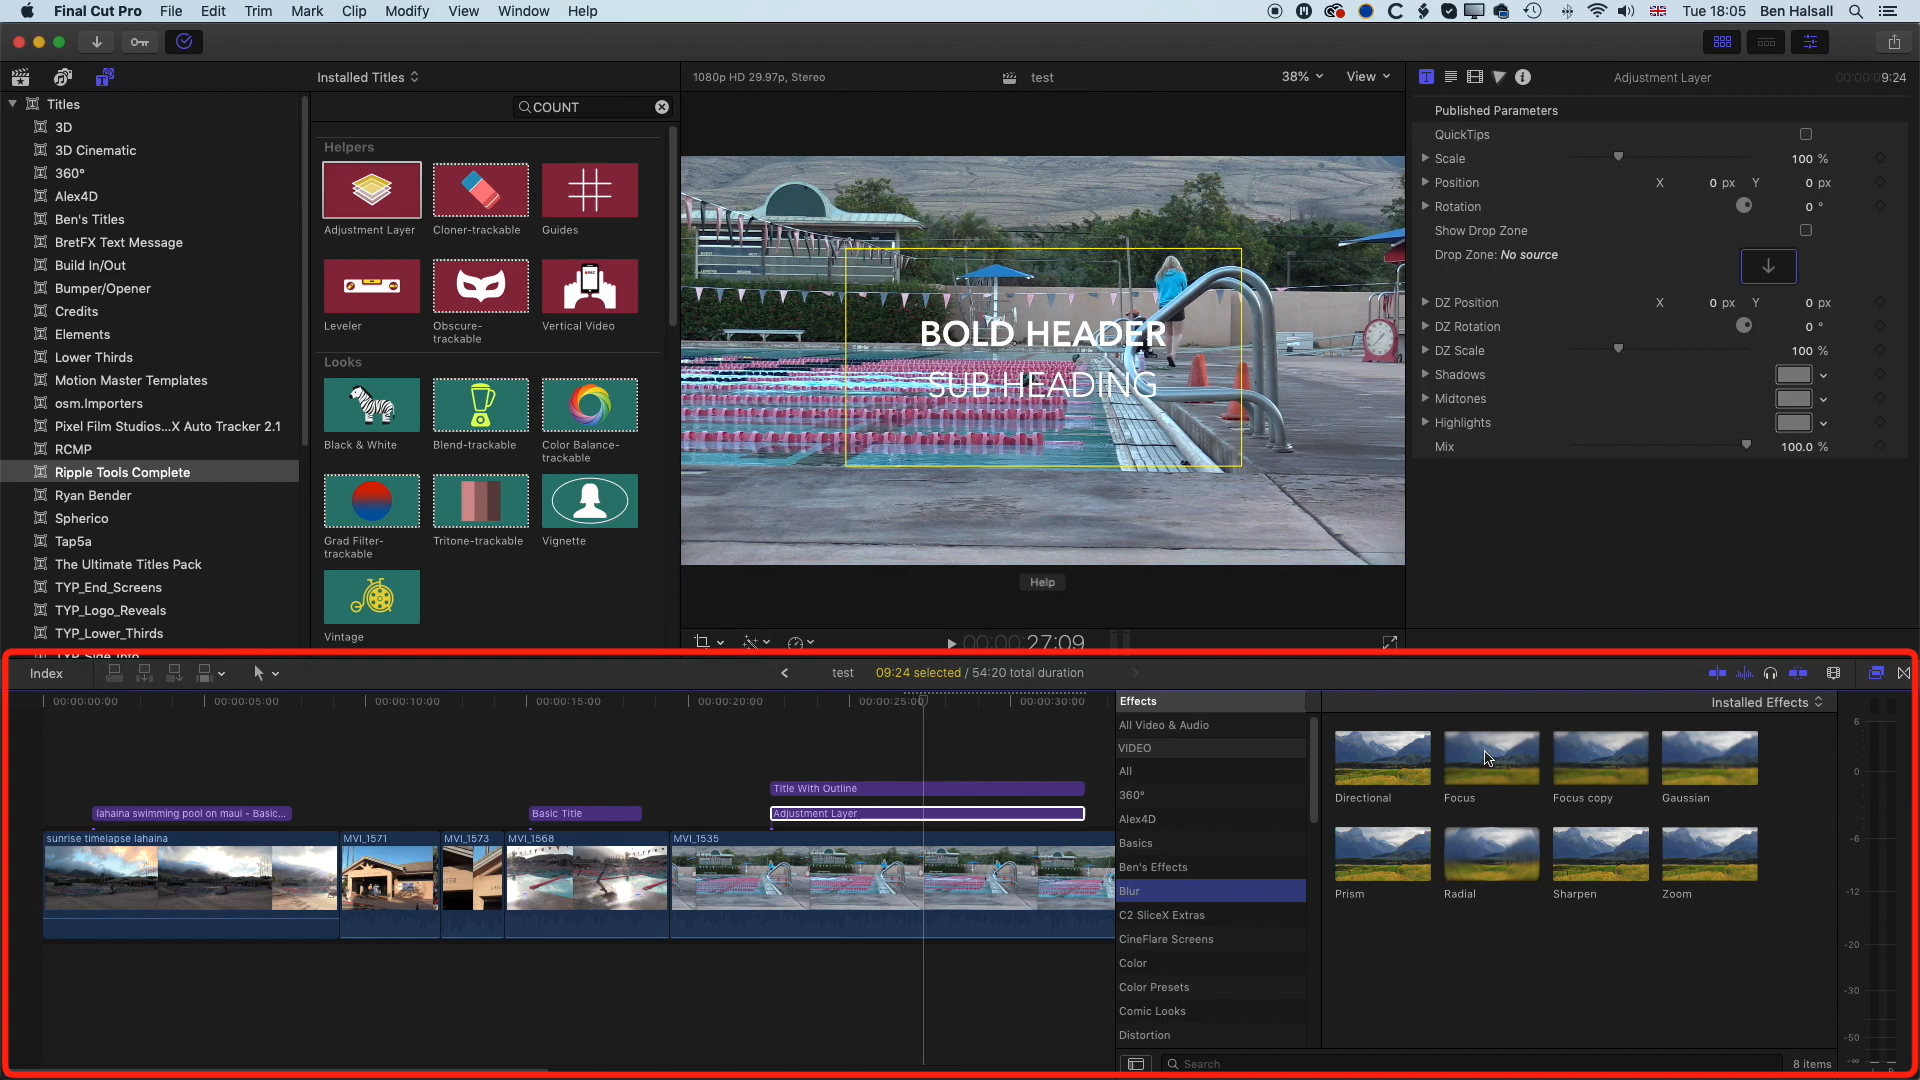 Final Cut Pro File Edit Trim Mark Clip Modify View Window Help
Tue 18:05 Ben Halsall
Installed Titles
1080p HD 29.97p, Stereo
test
38% View
Adjustment Layer
00:00:09:24
Titles
3D
3D Cinematic
360°
Alex4D
Ben's Titles
BretFX Text Message
Build In/Out
Bumper/Opener
Credits
Elements
Lower Thirds
Motion Master Templates
osm.Importers
Pixel Film Studios...X Auto Tracker 2.1
RCMP
Ripple Tools Complete
Ryan Bender
Spherico
Tap5a
The Ultimate Titles Pack
TYP_End_Screens
TYP_Logo_Reveals
TYP_Lower_Thirds
TYP_Side_Info
COUNT
Helpers
Adjustment Layer
Cloner-trackable
Guides
Leveler
Obscure-
trackable
Vertical Video
Looks
Black & White
Blend-trackable
Color Balance-
trackable
Grad Filter-
trackable
Tritone-trackable
Vignette
Vintage
BOLD HEADER
SUB HEADING
Help
00:00:27:09
Published Parameters
QuickTips
Scale 100 %
Position X 0 px Y 0 px
Rotation 0 °
Show Drop Zone
Drop Zone: No source
DZ Position X 0 px Y 0 px
DZ Rotation 0 °
DZ Scale 100 %
Shadows
Midtones
Highlights
Mix 100.0 %
Index
test 09:24 selected / 54:20 total duration
00:00:00:00 00:00:05:00 00:00:10:00 00:00:15:00 00:00:20:00 00:00:25:00 00:00:30:00
Title With Outline
lahaina swimming pool on maui - Basic...
Basic Title
Adjustment Layer
sunrise timelapse lahaina
MVI_1571
MVI_1573
MVI_1568
MVI_1535
Effects
All Video & Audio
VIDEO
All
360°
Alex4D
Basics
Ben's Effects
Blur
C2 SliceX Extras
CineFlare Screens
Color
Color Presets
Comic Looks
Distortion
Installed Effects
Directional
Focus
Focus copy
Gaussian
Prism
Radial
Sharpen
Zoom
Search
8 items
6
0
-6
-12
-20
-30
-50
-∞